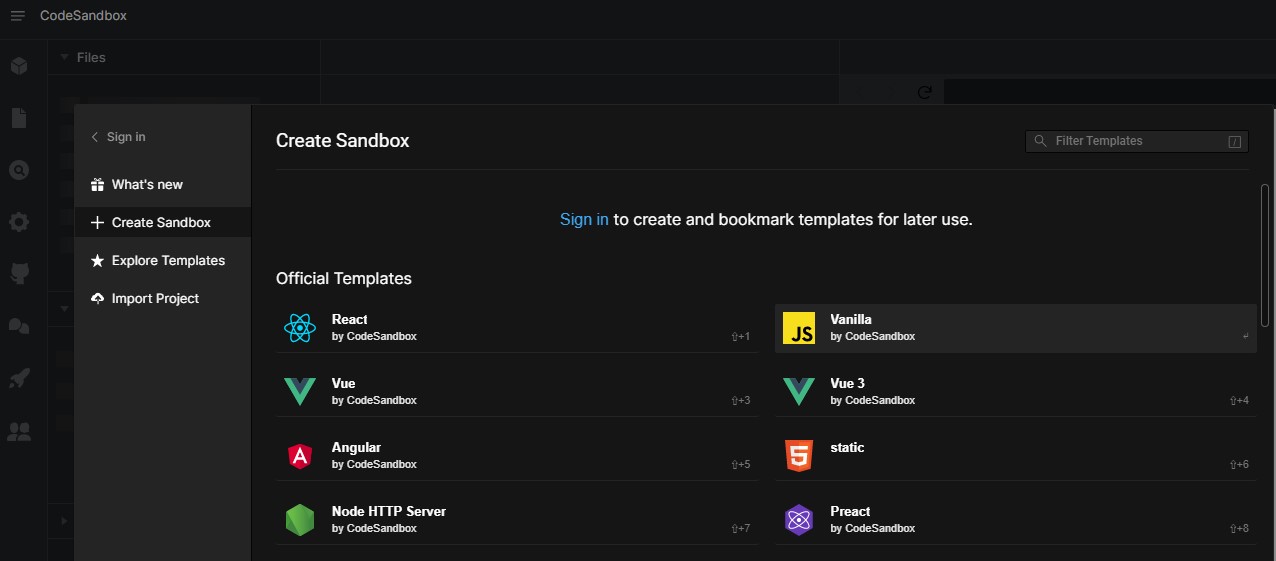 CodeSandbox
Files
Sign in
What's new
Create Sandbox
Explore Templates
Import Project
Create Sandbox
Filter Templates
/
Sign in to create and bookmark templates for later use.
Official Templates
React
by CodeSandbox
⇧+1
JS
Vanilla
by CodeSandbox
↵
Vue
by CodeSandbox
⇧+3
Vue 3
by CodeSandbox
⇧+4
A
Angular
by CodeSandbox
⇧+5
5
static
⇧+6
Node HTTP Server
by CodeSandbox
⇧+7
Preact
by CodeSandbox
⇧+8